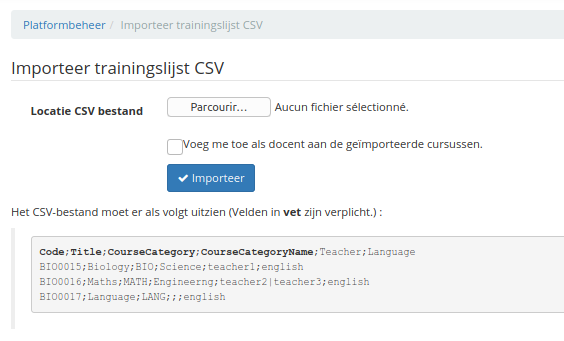 Platformbeheer / Importeer trainingslijst CSV
Importeer trainingslijst CSV
Locatie CSV bestand Parcourir... Aucun fichier sélectionné.
Voeg me toe als docent aan de geïmporteerde cursussen.
Importeer
Het CSV-bestand moet er als volgt uitzien (Velden in vet zijn verplicht.) :
Code;Title;CourseCategory;CourseCategoryName;Teacher;Language
BIO0015;Biology;BIO;Science;teacher1;english
BIO0016;Maths;MATH;Engineerng;teacher2|teacher3;english
BIO0017;Language;LANG;;;english